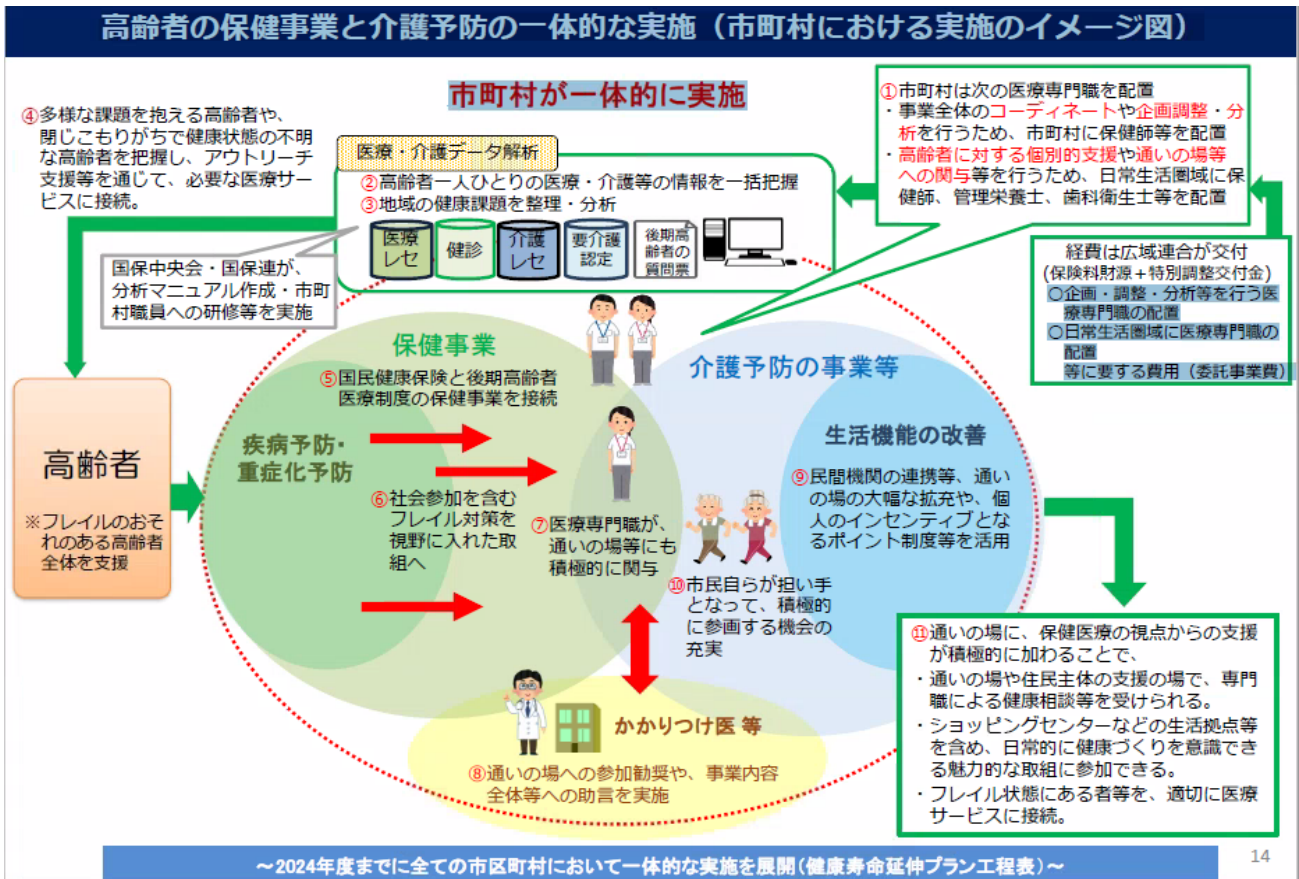 高齢者の保健事業と介護予防の一体的な実施（市町村における実施のイメージ図）
市町村が一体的に実施
④多様な課題を抱える高齢者や、
閉じこもりがちで健康状態の不明
な高齢者を把握し、アウトリーチ
支援等を通じて、必要な医療サー
ビスに接続。
医療・介護データ解析
②高齢者一人ひとりの医療・介護等の情報を一括把握
③地域の健康課題を整理・分析
医療
レセ
健診
介護
レセ
要介護
認定
後期高
齢者の
質問票
①市町村は次の医療専門職を配置
・事業全体のコーディネートや企画調整・分
析を行うため、市町村に保健師等を配置
・高齢者に対する個別的支援や通いの場等
への関与等を行うため、日常生活圏域に保
健師、管理栄養士、歯科衛生士等を配置
経費は広域連合が交付
(保険料財源＋特別調整交付金)
○企画・調整・分析等を行う医
療専門職の配置
○日常生活圏域に医療専門職の
配置
等に要する費用（委託事業費）
国保中央会・国保連が、
分析マニュアル作成・市町
村職員への研修等を実施
高齢者
※フレイルのおそ
れのある高齢者
全体を支援
保健事業
⑤国民健康保険と後期高齢者
医療制度の保健事業を接続
疾病予防・
重症化予防
⑥社会参加を含む
フレイル対策を
視野に入れた取
組へ
⑦医療専門職が、
通いの場等にも
積極的に関与
介護予防の事業等
生活機能の改善
⑨民間機関の連携等、通い
の場の大幅な拡充や、個
人のインセンティブとな
るポイント制度等を活用
⑩市民自らが担い手
となって、積極的
に参画する機会の
充実
かかりつけ医 等
⑧通いの場への参加勧奨や、事業内容
全体等への助言を実施
⑪通いの場に、保健医療の視点からの支援
が積極的に加わることで、
・通いの場や住民主体の支援の場で、専門
職による健康相談等を受けられる。
・ショッピングセンターなどの生活拠点等
を含め、日常的に健康づくりを意識でき
る魅力的な取組に参加できる。
・フレイル状態にある者等を、適切に医療
サービスに接続。
～2024年度までに全ての市区町村において一体的な実施を展開（健康寿命延伸プラン工程表）～
14